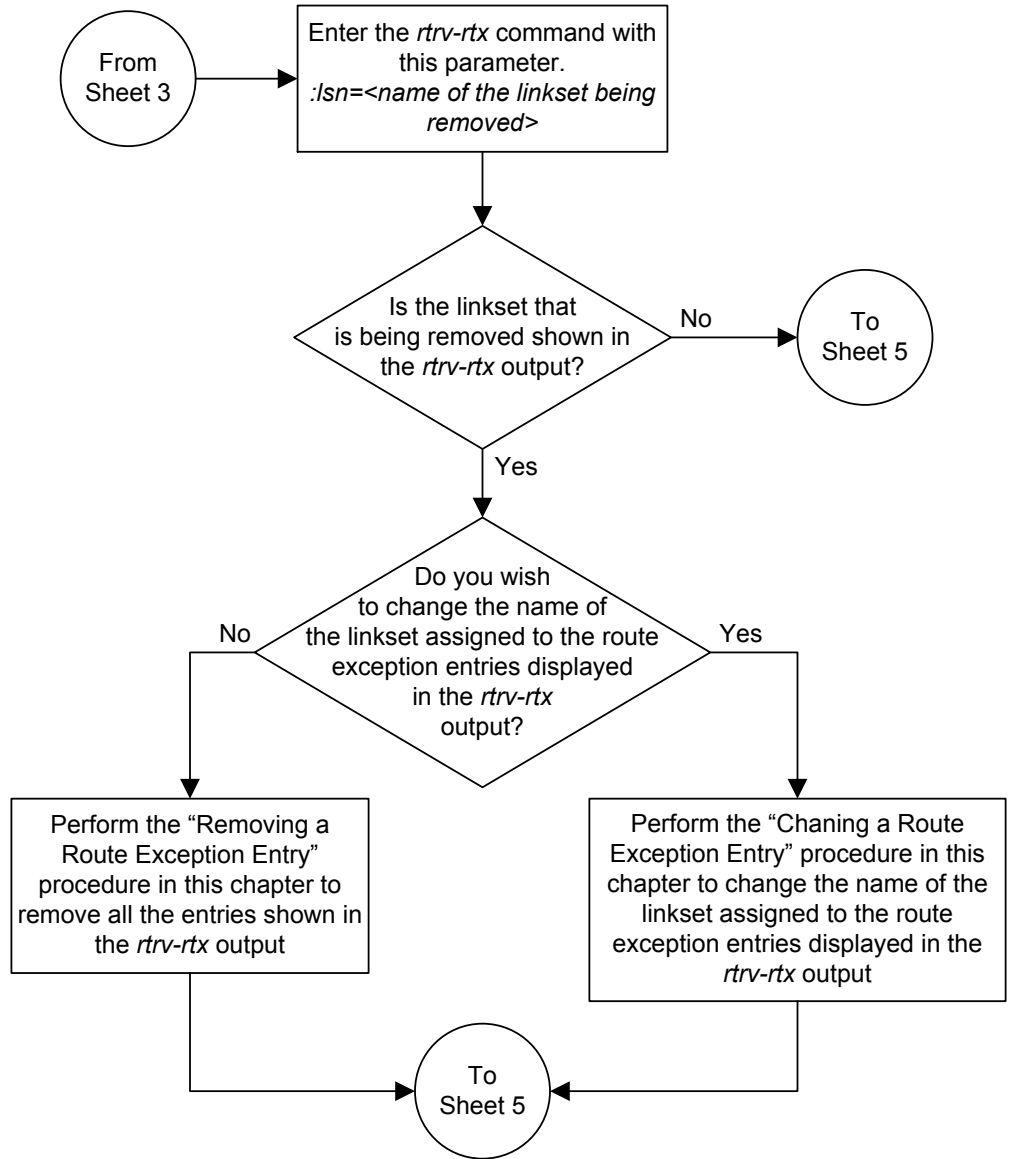 From
Sheet 3
Enter the rtrv-rtx command with
this parameter.
:lsn=<name of the linkset being
removed>
Is the linkset that
is being removed shown in
the rtrv-rtx output?
No
To
Sheet 5
Yes
Do you wish
to change the name of
the linkset assigned to the route
exception entries displayed
in the rtrv-rtx
output?
No
Yes
Perform the “Removing a
Route Exception Entry”
procedure in this chapter to
remove all the entries shown in
the rtrv-rtx output
Perform the “Chaning a Route
Exception Entry” procedure in this
chapter to change the name of the
linkset assigned to the route
exception entries displayed in the
rtrv-rtx output
To
Sheet 5